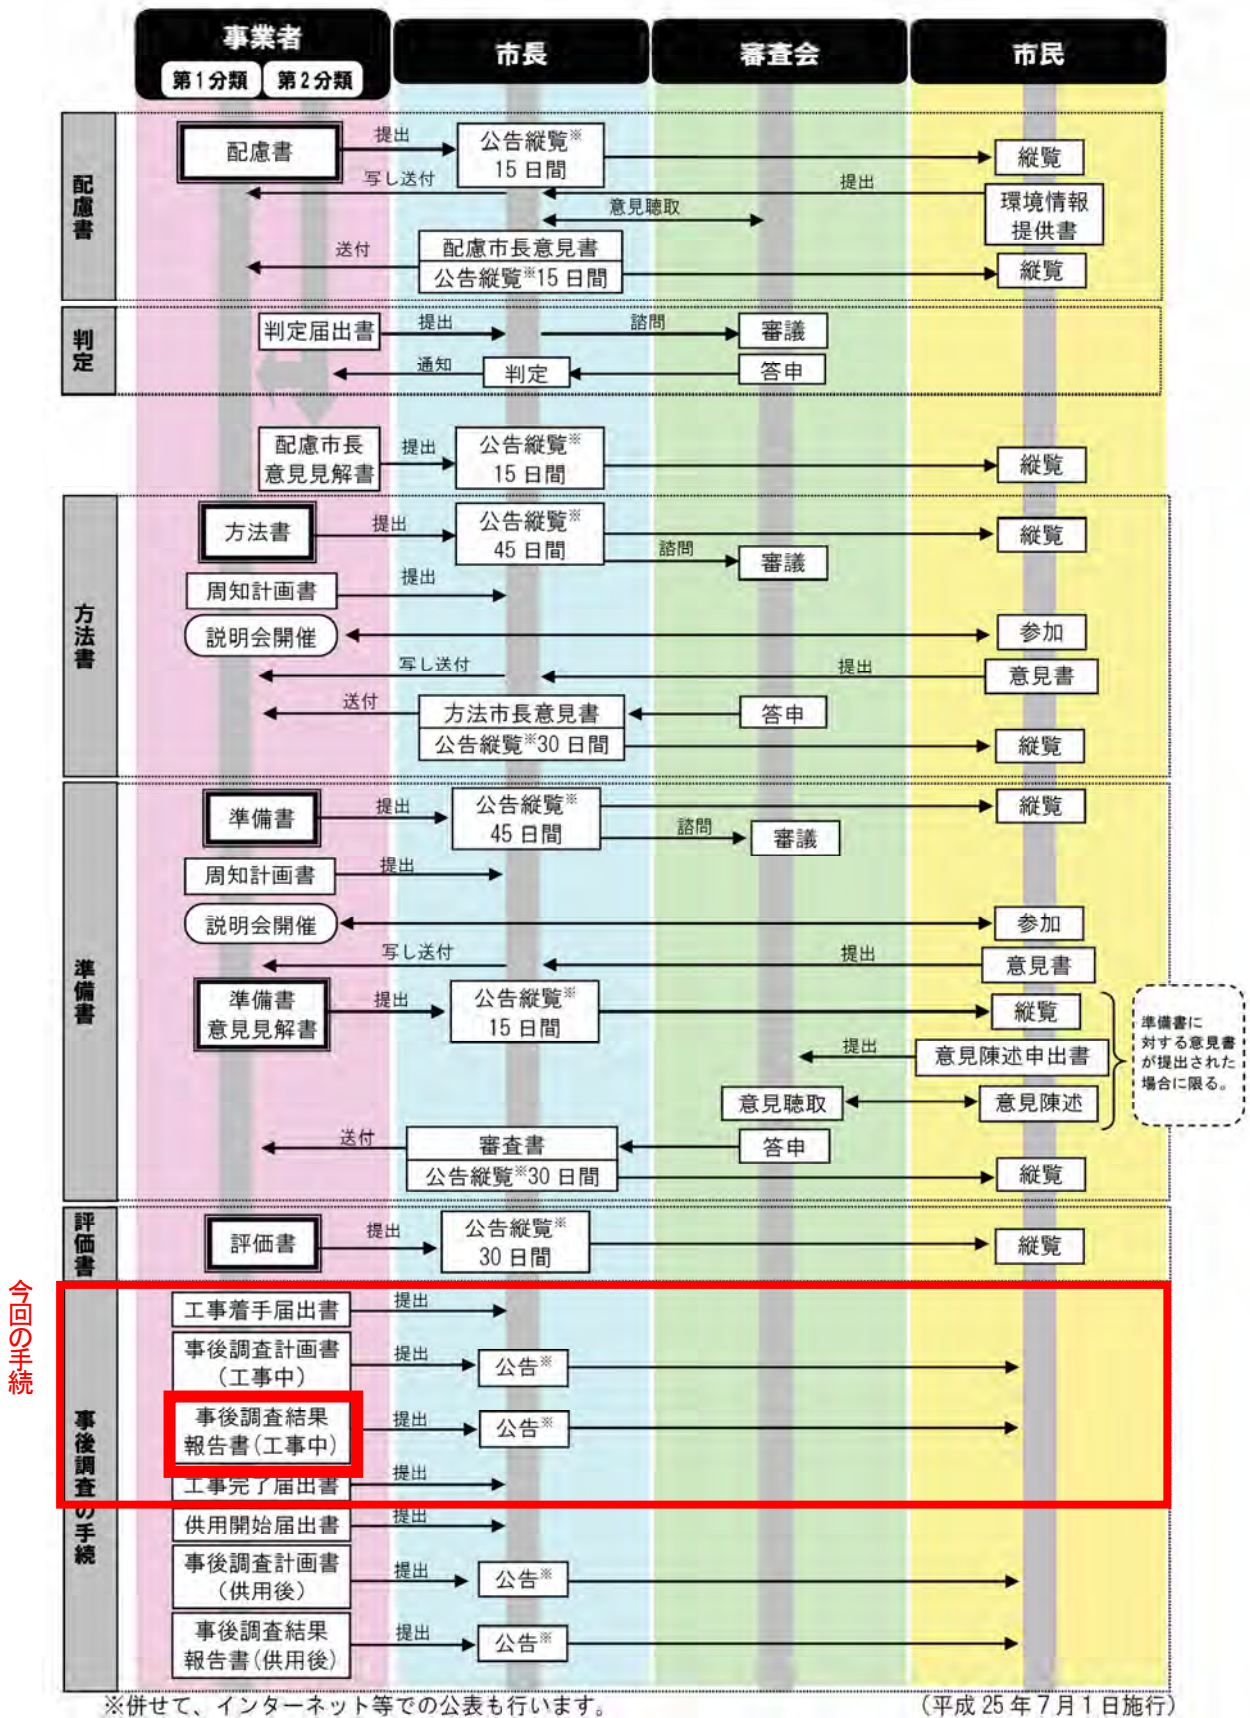 事業者
第1分類
第2分類
市長
審査会
市民
配慮書
配慮書
提出
公告縦覧※
15日間
縦覧
写し送付
提出
環境情報
提供書
意見聴取
送付
配慮市長意見書
公告縦覧※15日間
縦覧
判定
判定届出書
提出
諮問
審議
通知
判定
答申
配慮市長
意見見解書
提出
公告縦覧※
15日間
縦覧
方法書
方法書
提出
公告縦覧※
45日間
縦覧
諮問
審議
周知計画書
提出
説明会開催
参加
写し送付
提出
意見書
送付
方法市長意見書
答申
公告縦覧※30日間
縦覧
準備書
準備書
提出
公告縦覧※
45日間
縦覧
諮問
審議
周知計画書
提出
説明会開催
参加
写し送付
提出
意見書
準備書
意見見解書
提出
公告縦覧※
15日間
縦覧
提出
意見陳述申出書
意見聴取
意見陳述
準備書に
対する意見書
が提出された
場合に限る。
送付
審査書
答申
公告縦覧※30日間
縦覧
評価書
評価書
提出
公告縦覧※
30日間
縦覧
今回の手続
事後調査の手続
工事着手届出書
提出
事後調査計画書
(工事中)
提出
公告※
事後調査結果
報告書(工事中)
提出
公告※
工事完了届出書
提出
供用開始届出書
提出
事後調査計画書
(供用後)
提出
公告※
事後調査結果
報告書(供用後)
提出
公告※
※併せて、インターネット等での公表も行います。
(平成25年7月1日施行)